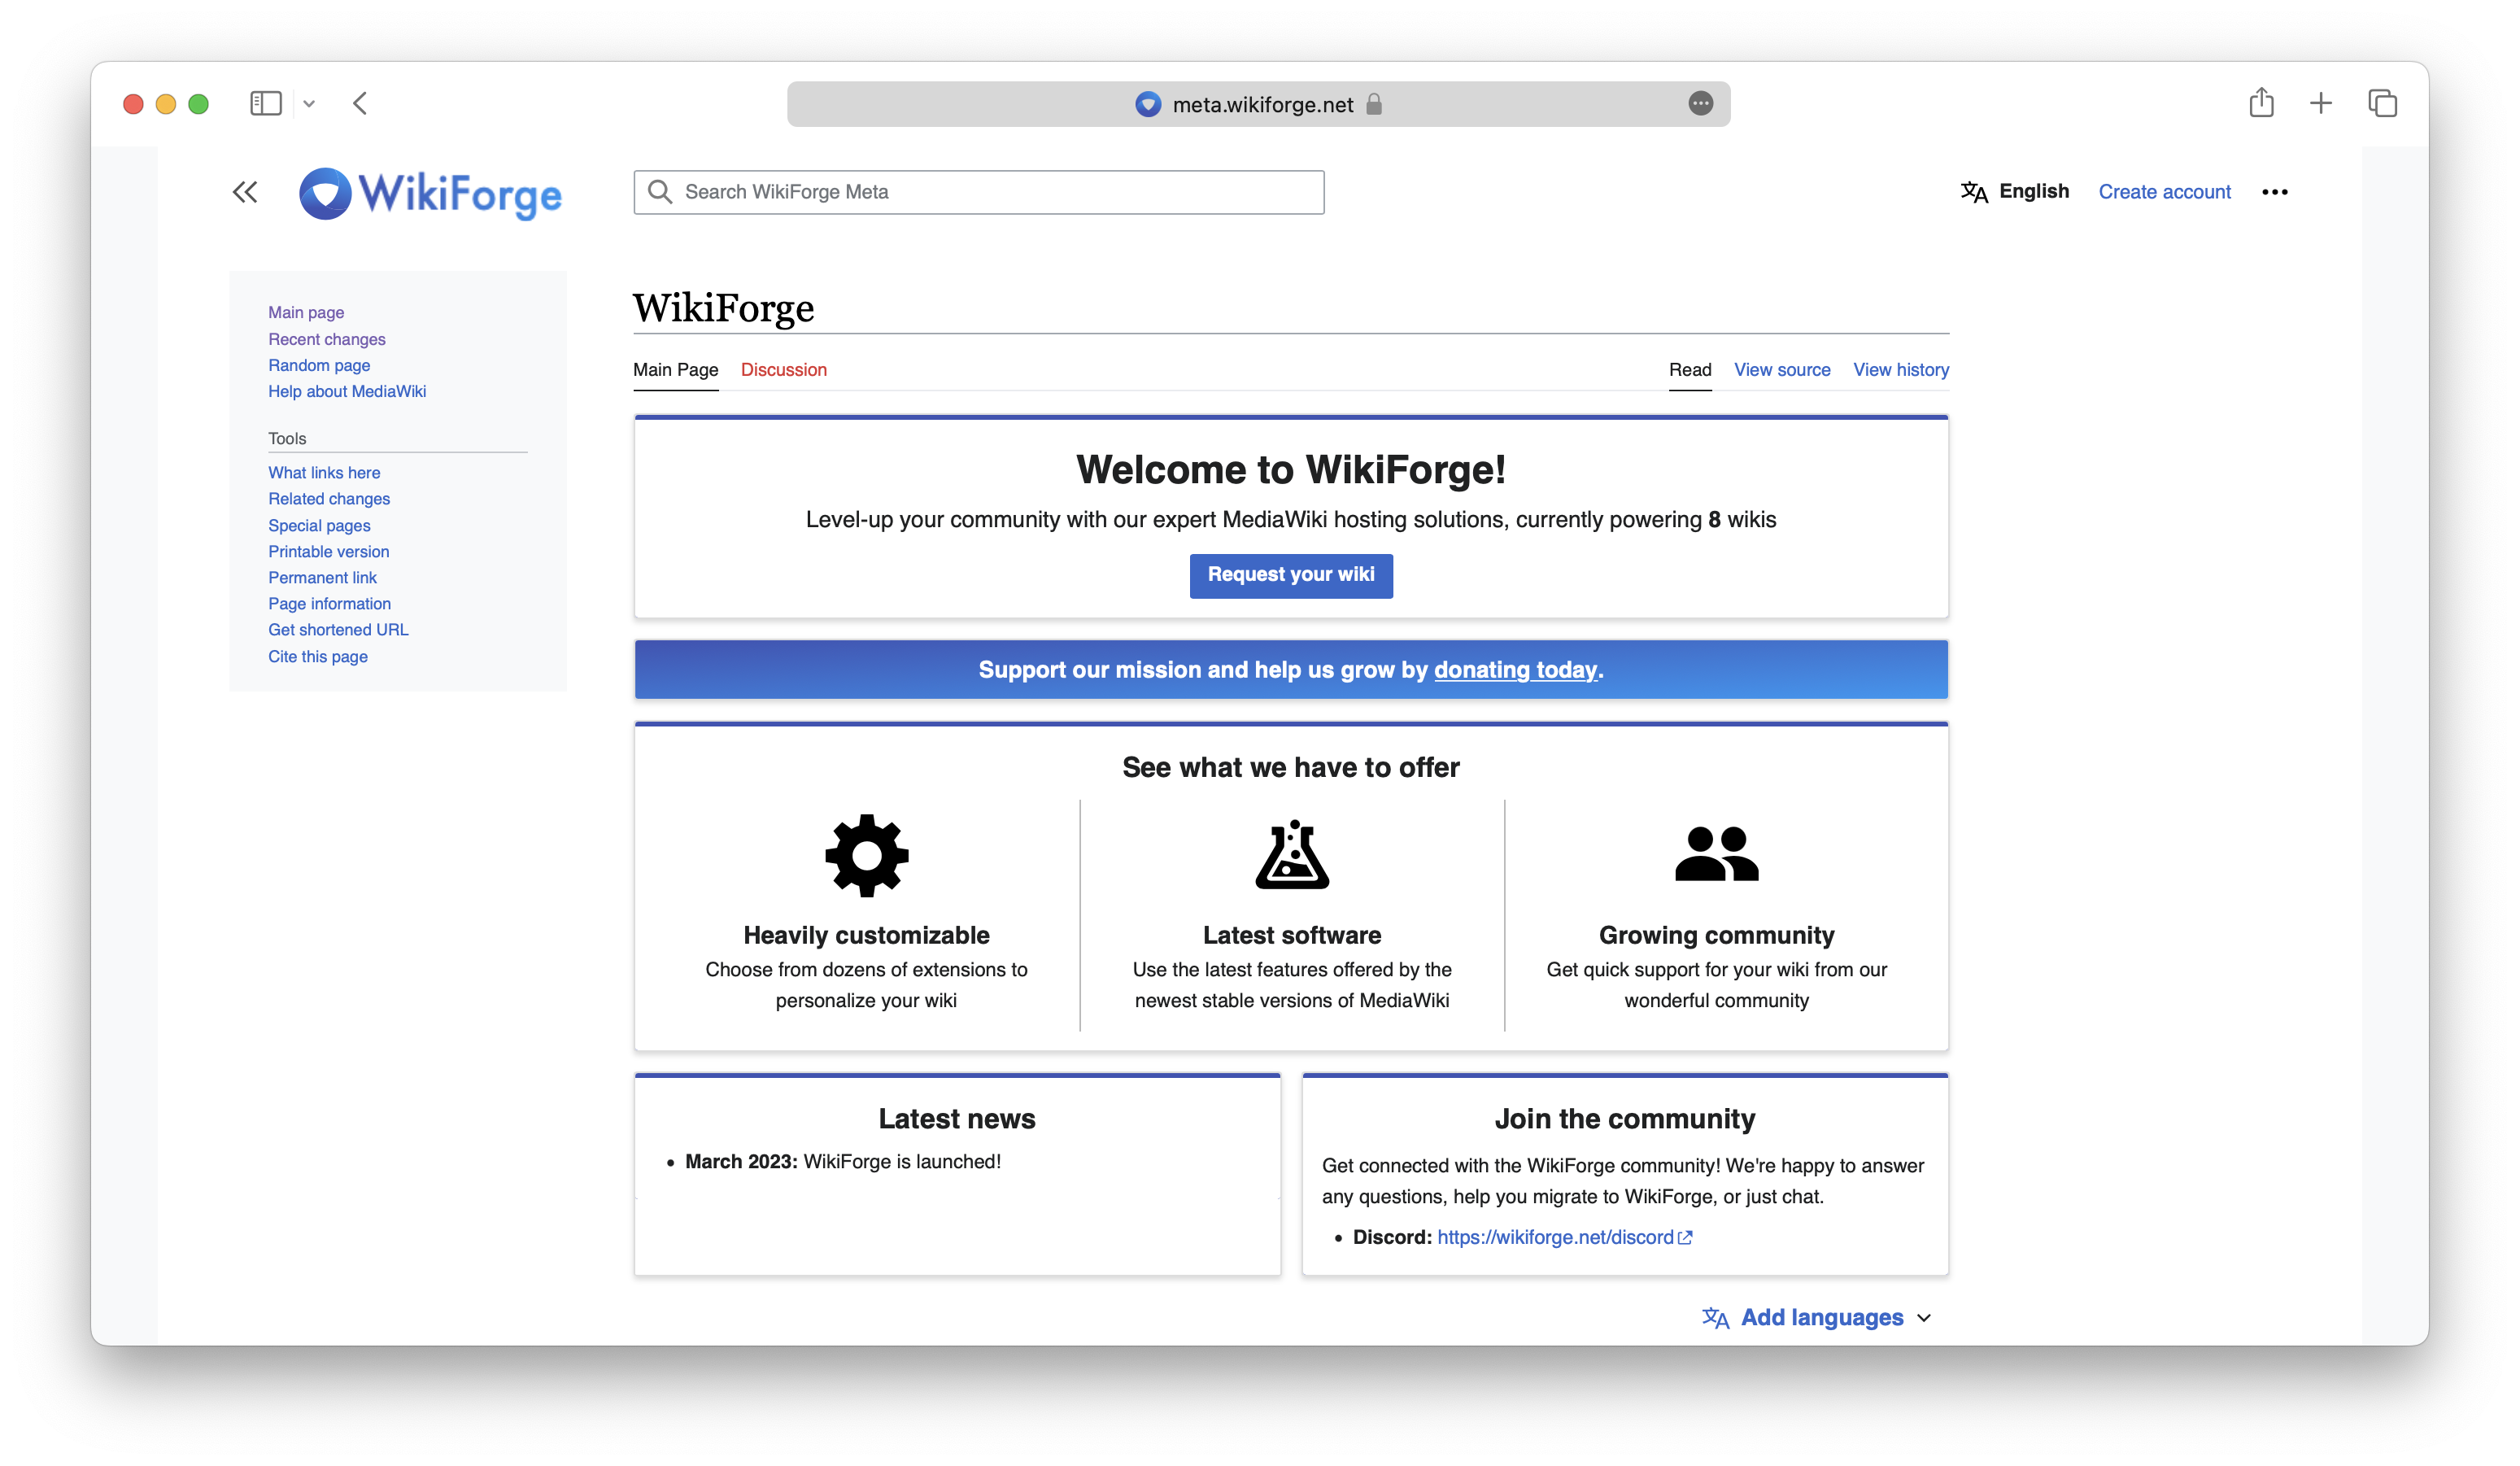 meta.wikiforge.net
WikiForge
Search WikiForge Meta
English
Create account
Main page
Recent changes
Random page
Help about MediaWiki
Tools
What links here
Related changes
Special pages
Printable version
Permanent link
Page information
Get shortened URL
Cite this page
WikiForge
Main Page
Discussion
Read
View source
View history
Welcome to WikiForge!
Level-up your community with our expert MediaWiki hosting solutions, currently powering 8 wikis
Request your wiki
Support our mission and help us grow by donating today.
See what we have to offer
Heavily customizable
Choose from dozens of extensions to
personalize your wiki
Latest software
Use the latest features offered by the
newest stable versions of MediaWiki
Growing community
Get quick support for your wiki from our
wonderful community
Latest news
• March 2023: WikiForge is launched!
Join the community
Get connected with the WikiForge community! We're happy to answer
any questions, help you migrate to WikiForge, or just chat.
• Discord: https://wikiforge.net/discord
Add languages